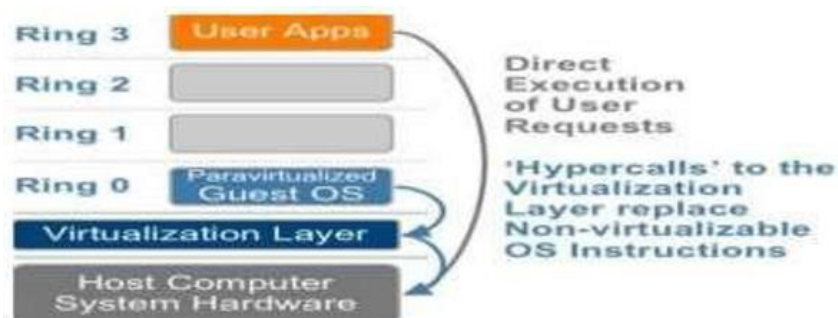 Ring 3
User Apps
Ring 2
Ring 1
Ring 0
Paravirtualized
Guest OS
Virtualization Layer
Host Computer
System Hardware
Direct
Execution
of User
Requests
'Hypercalls' to the
Virtualization
Layer replace
Non-virtualizable
OS Instructions